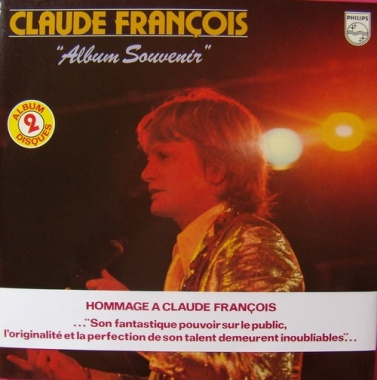 CLAUDE FRANÇOIS
PHILIPS
"Album Souvenir"
ALBUM
2
DISQUES
HOMMAGE A CLAUDE FRANÇOIS
..."Son fantastique pouvoir sur le public,
l'originalité et la perfection de son talent demeurent inoubliables"...